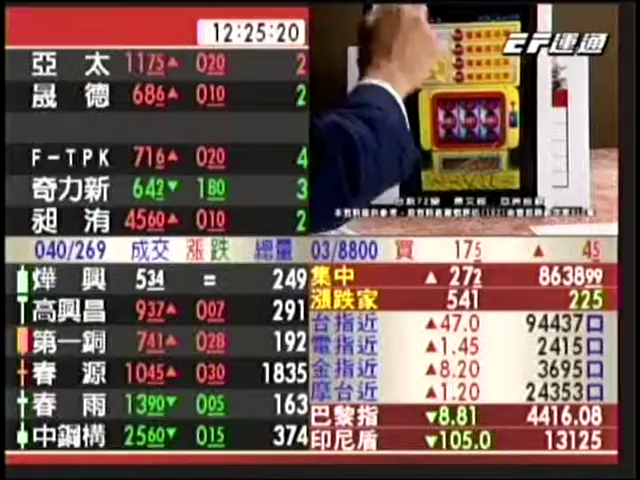 12:25:20
EF運通
亞太 1175▲ 020 2
晟德 686▲ 010 2
F-TPK 716▲ 020 4
奇力新 642▼ 180 3
昶洧 4560▲ 010 2
040/269 成交 漲跌 總量
燁興 534 = 249
高興昌 937▲ 007 291
第一銅 741▲ 028 192
春源 1045▲ 030 1835
春雨 1390▼ 005 163
中鋼構 2560▼ 015 374
03/8800 買 175 ▲ 45
集中 ▲ 272 863899
漲跌家 541 225
台指近 ▲47.0 94437口
電指近 ▲1.45 2415口
金指近 ▲8.20 3695口
摩台近 ▲1.20 24353口
巴黎指 ▼8.81 4416.08
印尼盾 ▼105.0 13125